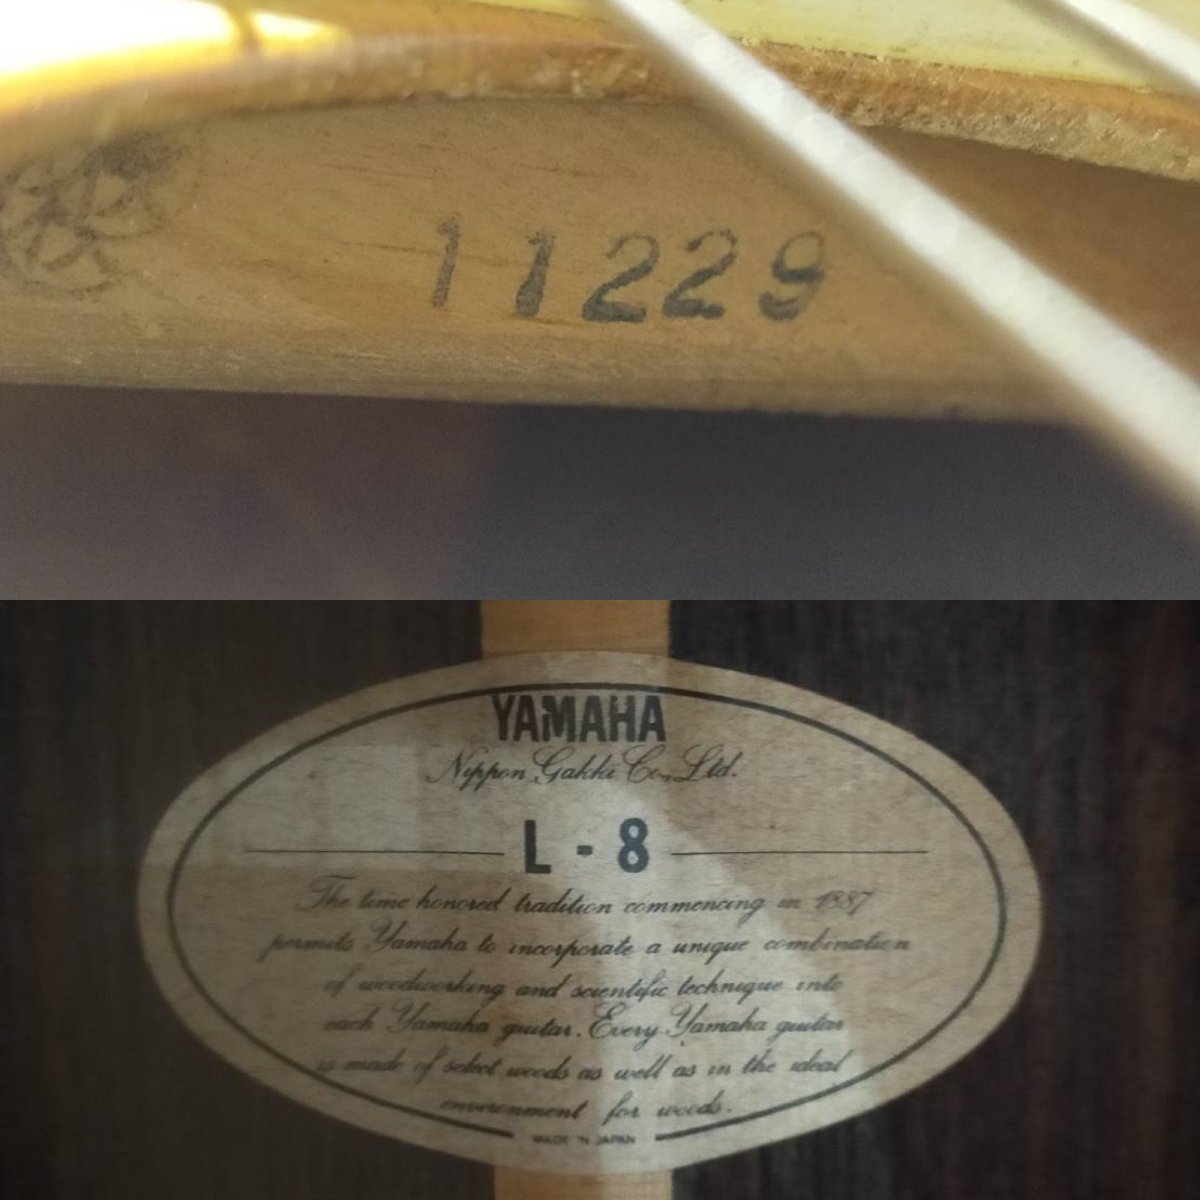 11229
YAMAHA
Nippon Gakki Co., Ltd.
L - 8
The time honored tradition commencing in 1887
permits Yamaha to incorporate a unique combination
of woodworking and scientific technique into
each Yamaha guitar. Every Yamaha guitar
is made of select woods as well as in the ideal
environment for woods.
MADE IN JAPAN